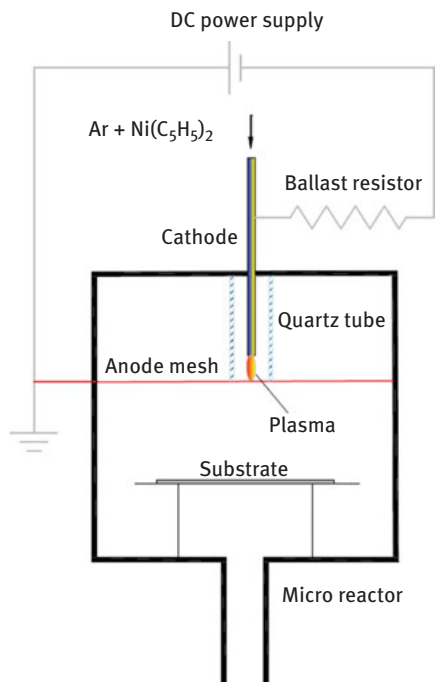 DC power supply
Ar + Ni(C₅H₅)₂
Ballast resistor
Cathode
Quartz tube
Anode mesh
Plasma
Substrate
Micro reactor